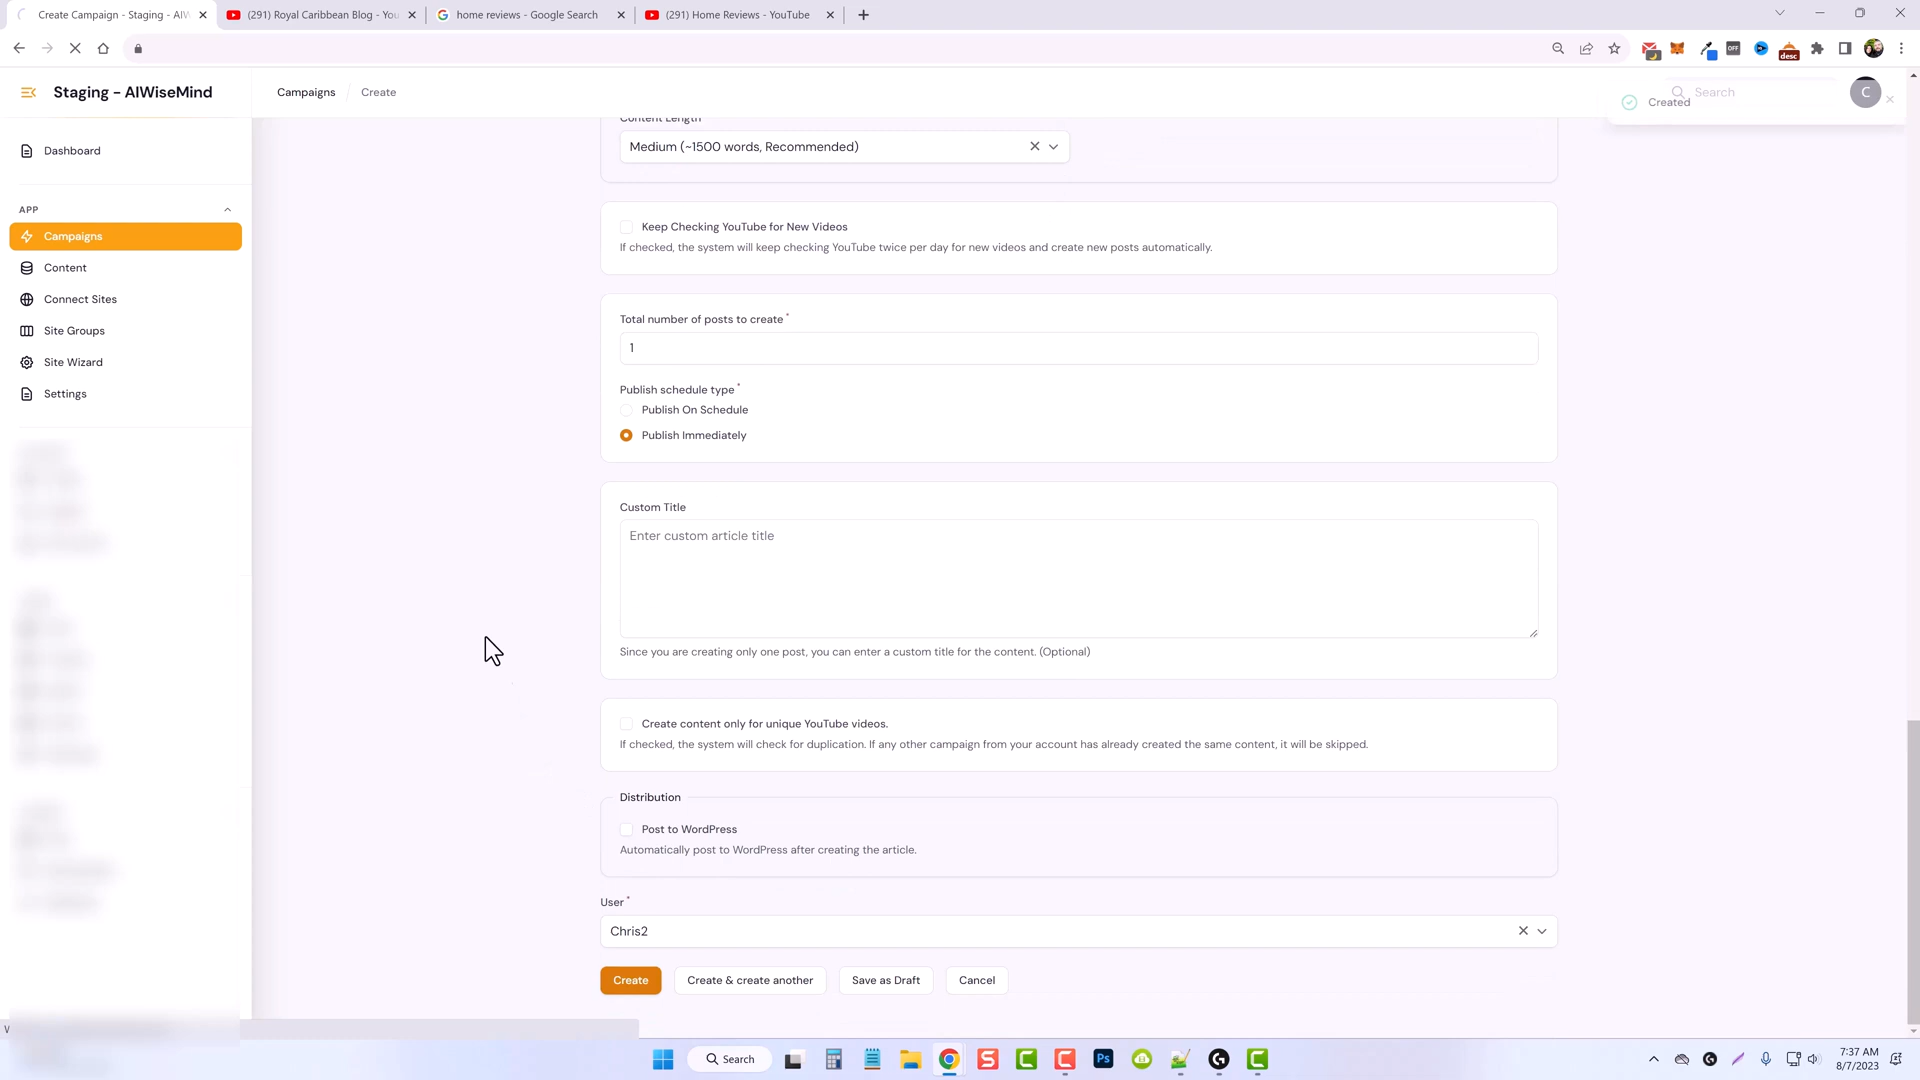 Create Campaign - Staging - AIW
(291) Royal Caribbean Blog - You
home reviews - Google Search
(291) Home Reviews - YouTube
OFF
desc
Staging - AIWiseMind
Campaigns
Create
Search
Created
C
Dashboard
APP
Campaigns
Content
Connect Sites
Site Groups
Site Wizard
Settings
Content Length
Medium (~1500 words, Recommended)
Keep Checking YouTube for New Videos
If checked, the system will keep checking YouTube twice per day for new videos and create new posts automatically.
Total number of posts to create *
1
Publish schedule type *
Publish On Schedule
Publish Immediately
Custom Title
Enter custom article title
Since you are creating only one post, you can enter a custom title for the content. (Optional)
Create content only for unique YouTube videos.
If checked, the system will check for duplication. If any other campaign from your account has already created the same content, it will be skipped.
Distribution
Post to WordPress
Automatically post to WordPress after creating the article.
User *
Chris2
Create
Create & create another
Save as Draft
Cancel
Search
Ps
7:37 AM
8/7/2023